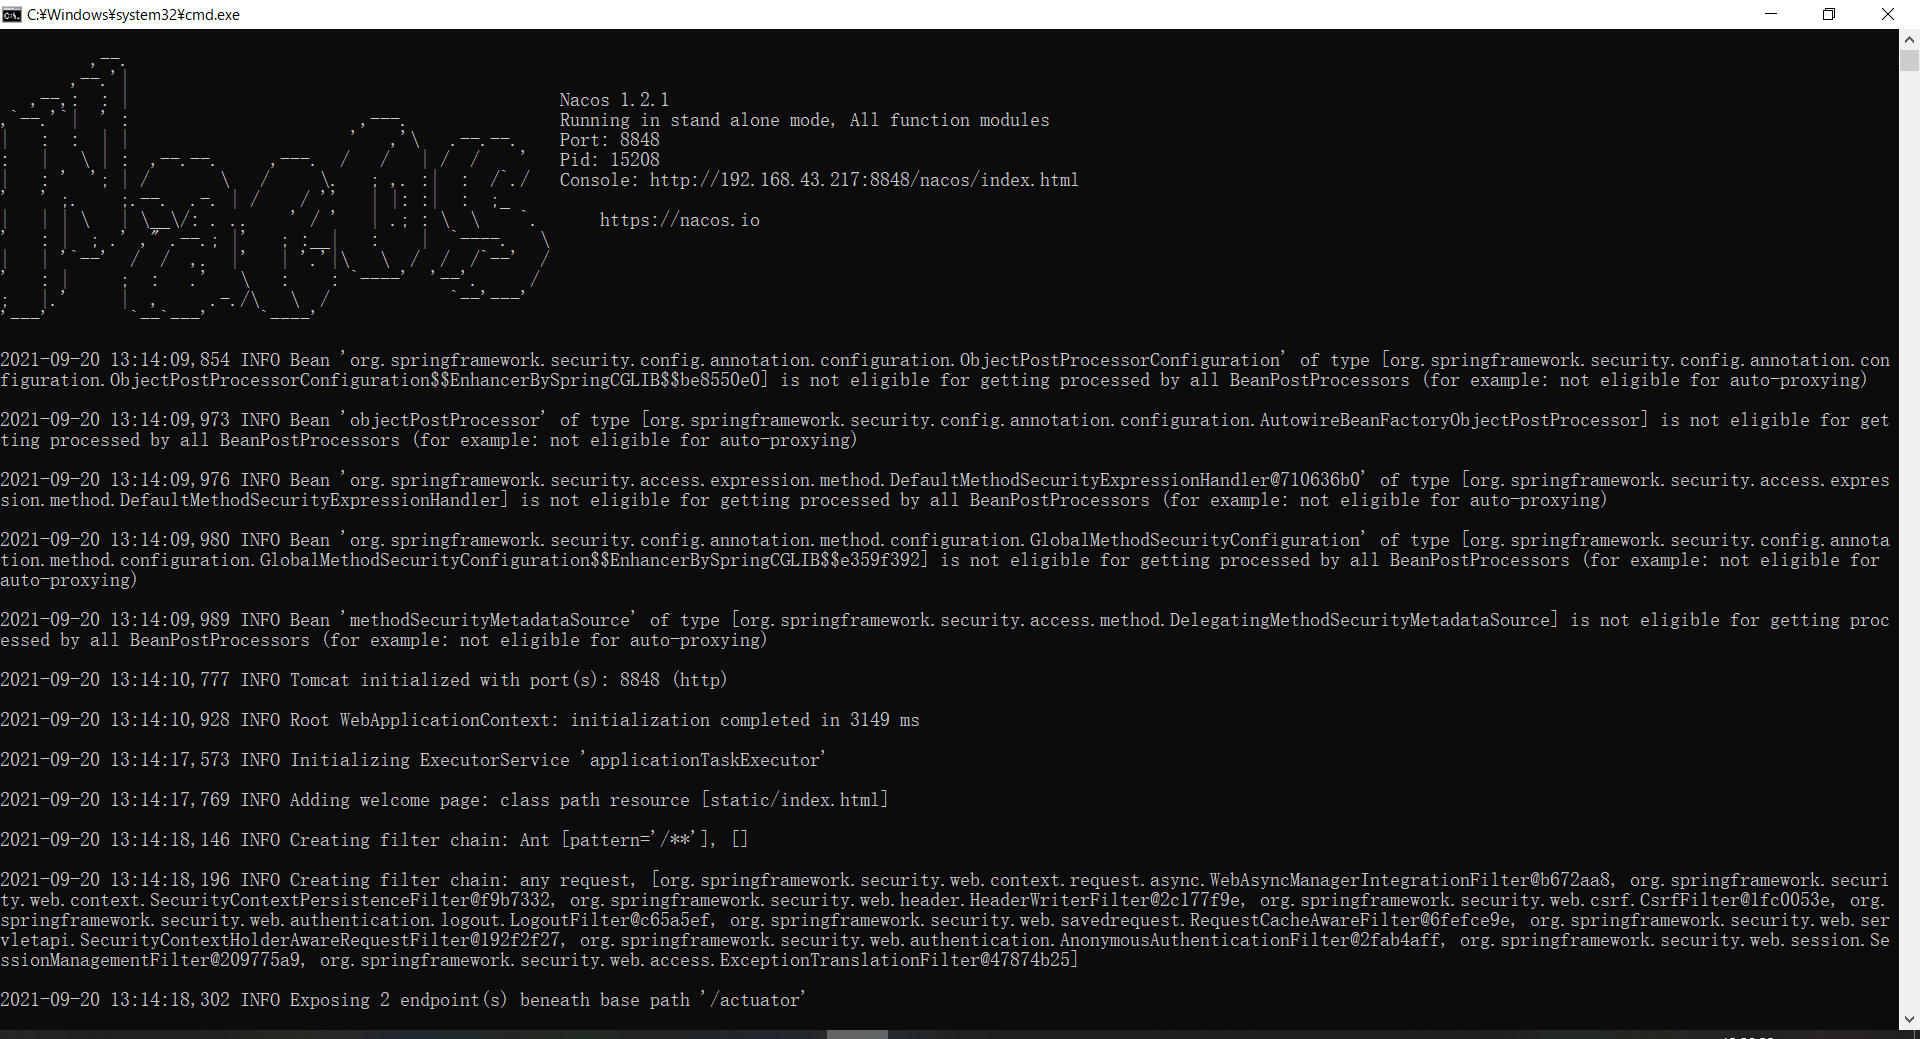 C:¥Windows¥system32¥cmd.exe
Nacos 1.2.1
Running in stand alone mode, All function modules
Port: 8848
Pid: 15208
Console: http://192.168.43.217:8848/nacos/index.html
https://nacos.io
2021-09-20 13:14:09,854 INFO Bean 'org.springframework.security.config.annotation.configuration.ObjectPostProcessorConfiguration' of type [org.springframework.security.config.annotation.con
figuration.ObjectPostProcessorConfiguration$$EnhancerBySpringCGLIB$$be8550e0] is not eligible for getting processed by all BeanPostProcessors (for example: not eligible for auto-proxying)
2021-09-20 13:14:09,973 INFO Bean 'objectPostProcessor' of type [org.springframework.security.config.annotation.configuration.AutowireBeanFactoryObjectPostProcessor] is not eligible for get
ting processed by all BeanPostProcessors (for example: not eligible for auto-proxying)
2021-09-20 13:14:09,976 INFO Bean 'org.springframework.security.access.expression.method.DefaultMethodSecurityExpressionHandler@710636b0' of type [org.springframework.security.access.expres
sion.method.DefaultMethodSecurityExpressionHandler] is not eligible for getting processed by all BeanPostProcessors (for example: not eligible for auto-proxying)
2021-09-20 13:14:09,980 INFO Bean 'org.springframework.security.config.annotation.method.configuration.GlobalMethodSecurityConfiguration' of type [org.springframework.security.config.annota
tion.method.configuration.GlobalMethodSecurityConfiguration$$EnhancerBySpringCGLIB$$e359f392] is not eligible for getting processed by all BeanPostProcessors (for example: not eligible for
auto-proxying)
2021-09-20 13:14:09,989 INFO Bean 'methodSecurityMetadataSource' of type [org.springframework.security.access.method.DelegatingMethodSecurityMetadataSource] is not eligible for getting proc
essed by all BeanPostProcessors (for example: not eligible for auto-proxying)
2021-09-20 13:14:10,777 INFO Tomcat initialized with port(s): 8848 (http)
2021-09-20 13:14:10,928 INFO Root WebApplicationContext: initialization completed in 3149 ms
2021-09-20 13:14:17,573 INFO Initializing ExecutorService 'applicationTaskExecutor'
2021-09-20 13:14:17,769 INFO Adding welcome page: class path resource [static/index.html]
2021-09-20 13:14:18,146 INFO Creating filter chain: Ant [pattern='/**'], []
2021-09-20 13:14:18,196 INFO Creating filter chain: any request, [org.springframework.security.web.context.request.async.WebAsyncManagerIntegrationFilter@b672aa8, org.springframework.securi
ty.web.context.SecurityContextPersistenceFilter@f9b7332, org.springframework.security.web.header.HeaderWriterFilter@2c177f9e, org.springframework.security.web.csrf.CsrfFilter@1fc0053e, org.
springframework.security.web.authentication.logout.LogoutFilter@c65a5ef, org.springframework.security.web.savedrequest.RequestCacheAwareFilter@6fefce9e, org.springframework.security.web.ser
vletapi.SecurityContextHolderAwareRequestFilter@192f2f27, org.springframework.security.web.authentication.AnonymousAuthenticationFilter@2fab4aff, org.springframework.security.web.session.Se
ssionManagementFilter@209775a9, org.springframework.security.web.access.ExceptionTranslationFilter@47874b25]
2021-09-20 13:14:18,302 INFO Exposing 2 endpoint(s) beneath base path '/actuator'